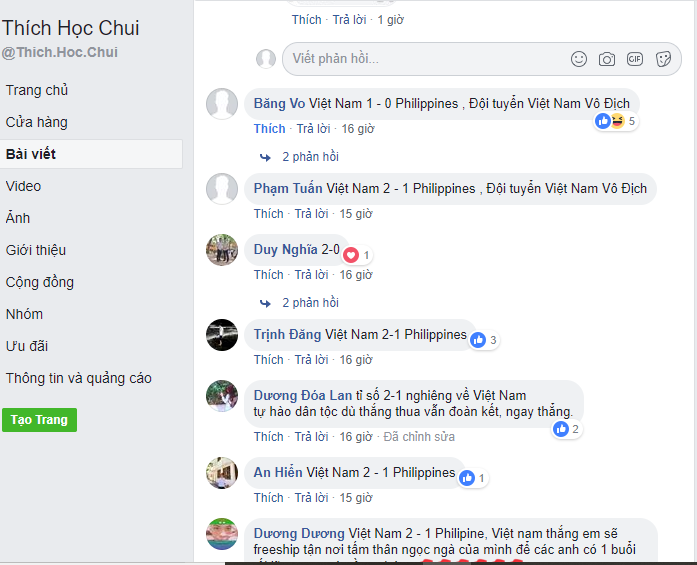 Thích Học Chui
@Thich.Hoc.Chui
Trang chủ
Cửa hàng
Bài viết
Video
Ảnh
Giới thiệu
Cộng đồng
Nhóm
Ưu đãi
Thông tin và quảng cáo
Tạo Trang
Thích · Trả lời · 1 giờ
Viết phản hồi...
GIF
Băng Vo Việt Nam 1 - 0 Philippines , Đội tuyển Việt Nam Vô Địch
5
Thích · Trả lời · 16 giờ
2 phản hồi
Phạm Tuấn Việt Nam 2 - 1 Philippines , Đội tuyển Việt Nam Vô Địch
Thích · Trả lời · 15 giờ
Duy Nghĩa 2-0
1
Thích · Trả lời · 16 giờ
2 phản hồi
Trịnh Đăng Việt Nam 2-1 Philippines
3
Thích · Trả lời · 16 giờ
Dương Đóa Lan tỉ số 2-1 nghiêng về Việt Nam
tự hào dân tộc dù thắng thua vẫn đoàn kết, ngay thẳng.
2
Thích · Trả lời · 16 giờ · Đã chỉnh sửa
An Hiển Việt Nam 2 - 1 Philippines
1
Thích · Trả lời · 15 giờ
Dương Dương Việt Nam 2 - 1 Philipine, Việt nam thắng em sẽ
freeship tận nơi tấm thân ngọc ngà của mình để các anh có 1 buổi